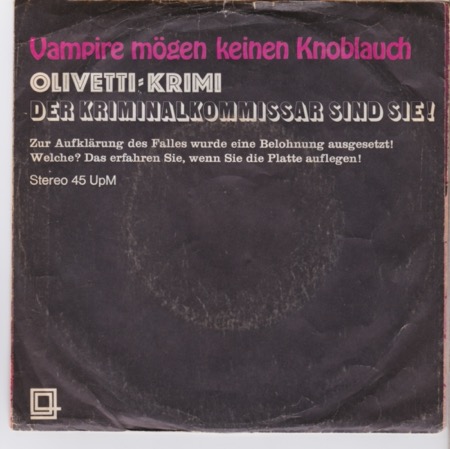 Vampire mögen keinen Knoblauch
OLIVETTI-KRIMI
DER KRIMINALKOMMISSAR SIND SIE!
Zur Aufklärung des Falles wurde eine Belohnung ausgesetzt!
Welche? Das erfahren Sie, wenn Sie die Platte auflegen!
Stereo 45 UpM